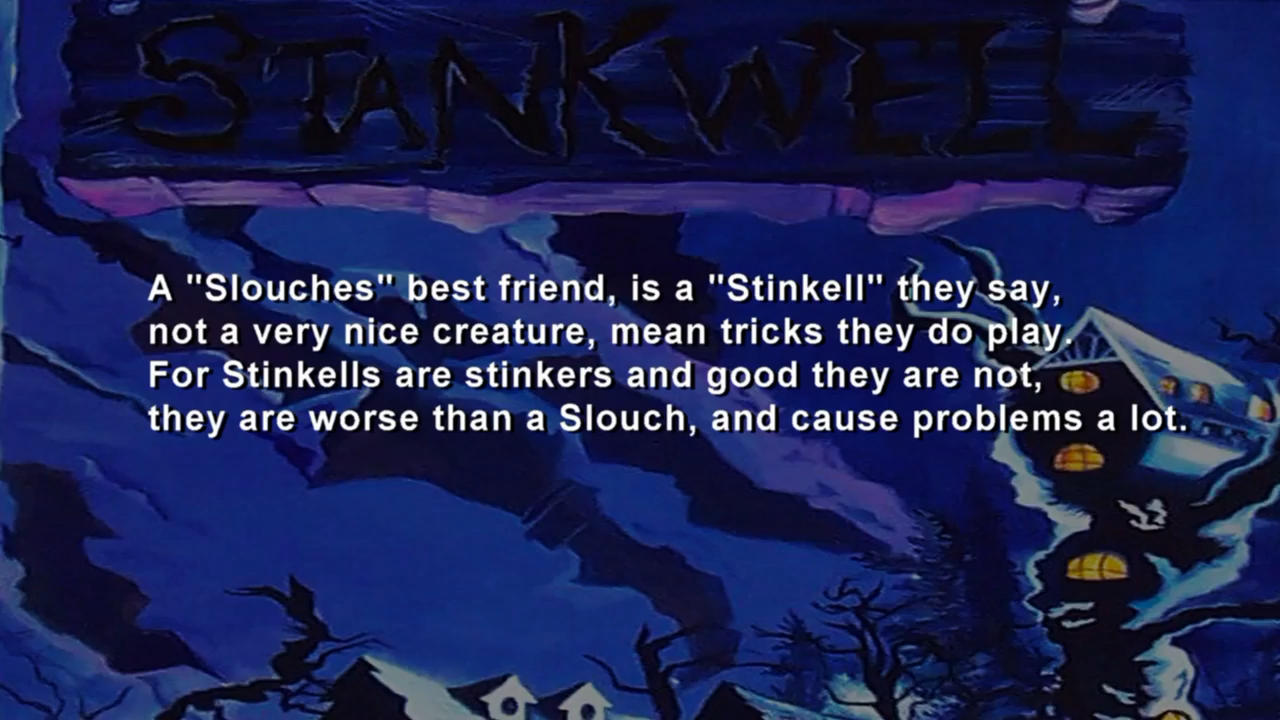 STANKWELL
A "Slouches" best friend, is a "Stinkell" they say,
not a very nice creature, mean tricks they do play.
For Stinkells are stinkers and good they are not,
they are worse than a Slouch, and cause problems a lot.